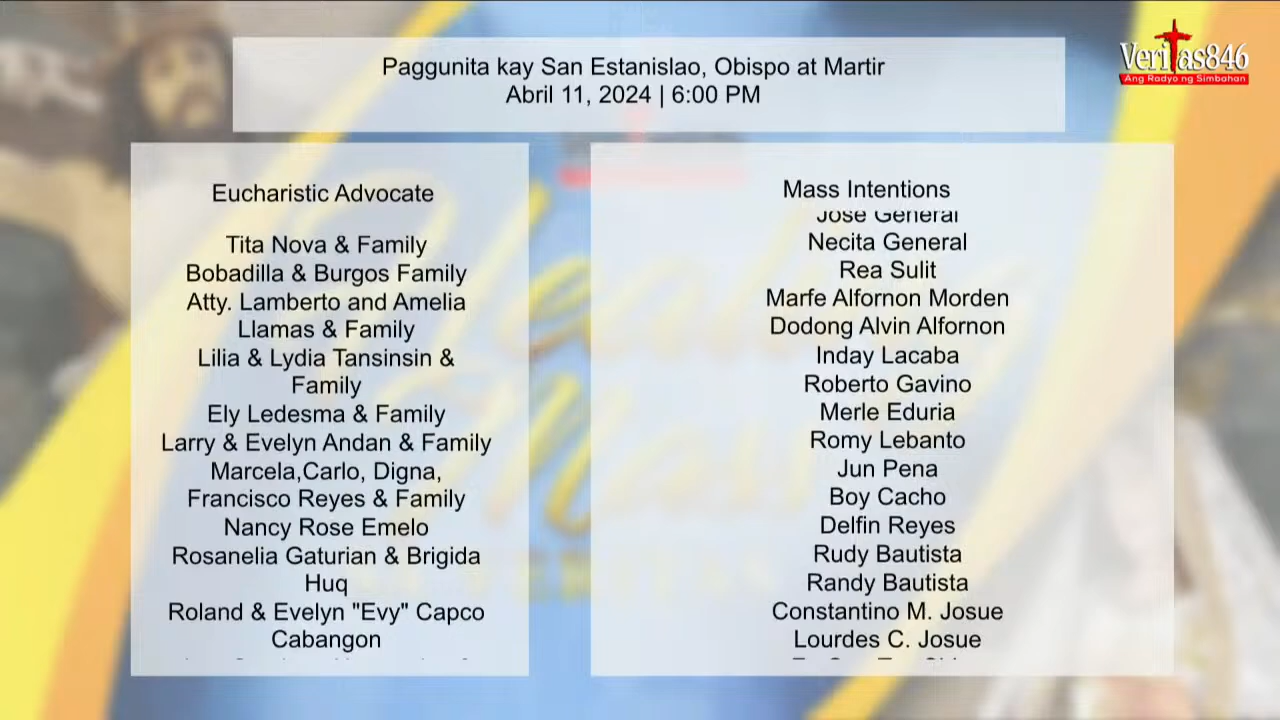 Paggunita kay San Estanislao, Obispo at Martir
Abril 11, 2024 | 6:00 PM
Veritas846
Ang Radyo ng Simbahan
Eucharistic Advocate
Tita Nova & Family
Bobadilla & Burgos Family
Atty. Lamberto and Amelia
Llamas & Family
Lilia & Lydia Tansinsin &
Family
Ely Ledesma & Family
Larry & Evelyn Andan & Family
Marcela,Carlo, Digna,
Francisco Reyes & Family
Nancy Rose Emelo
Rosanelia Gaturian & Brigida
Huq
Roland & Evelyn "Evy" Capco
Cabangon
Mass Intentions
Jose General
Necita General
Rea Sulit
Marfe Alfornon Morden
Dodong Alvin Alfornon
Inday Lacaba
Roberto Gavino
Merle Eduria
Romy Lebanto
Jun Pena
Boy Cacho
Delfin Reyes
Rudy Bautista
Randy Bautista
Constantino M. Josue
Lourdes C. Josue